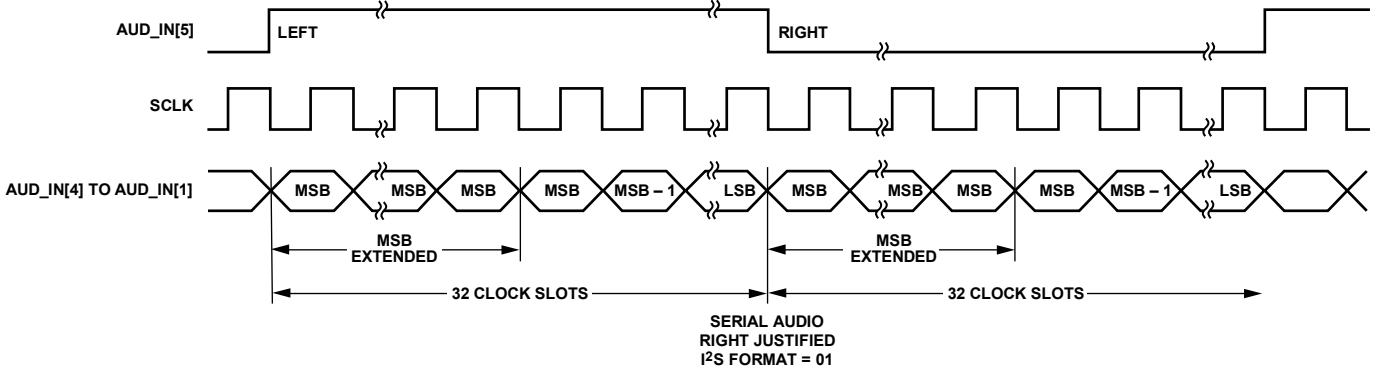 AUD_IN[5]
LEFT
RIGHT
SCLK
AUD_IN[4] TO AUD_IN[1]
MSB MSB MSB MSB MSB – 1 LSB MSB MSB MSB MSB MSB – 1 LSB
MSB
EXTENDED
MSB
EXTENDED
32 CLOCK SLOTS
32 CLOCK SLOTS
SERIAL AUDIO
RIGHT JUSTIFIED
I²S FORMAT = 01